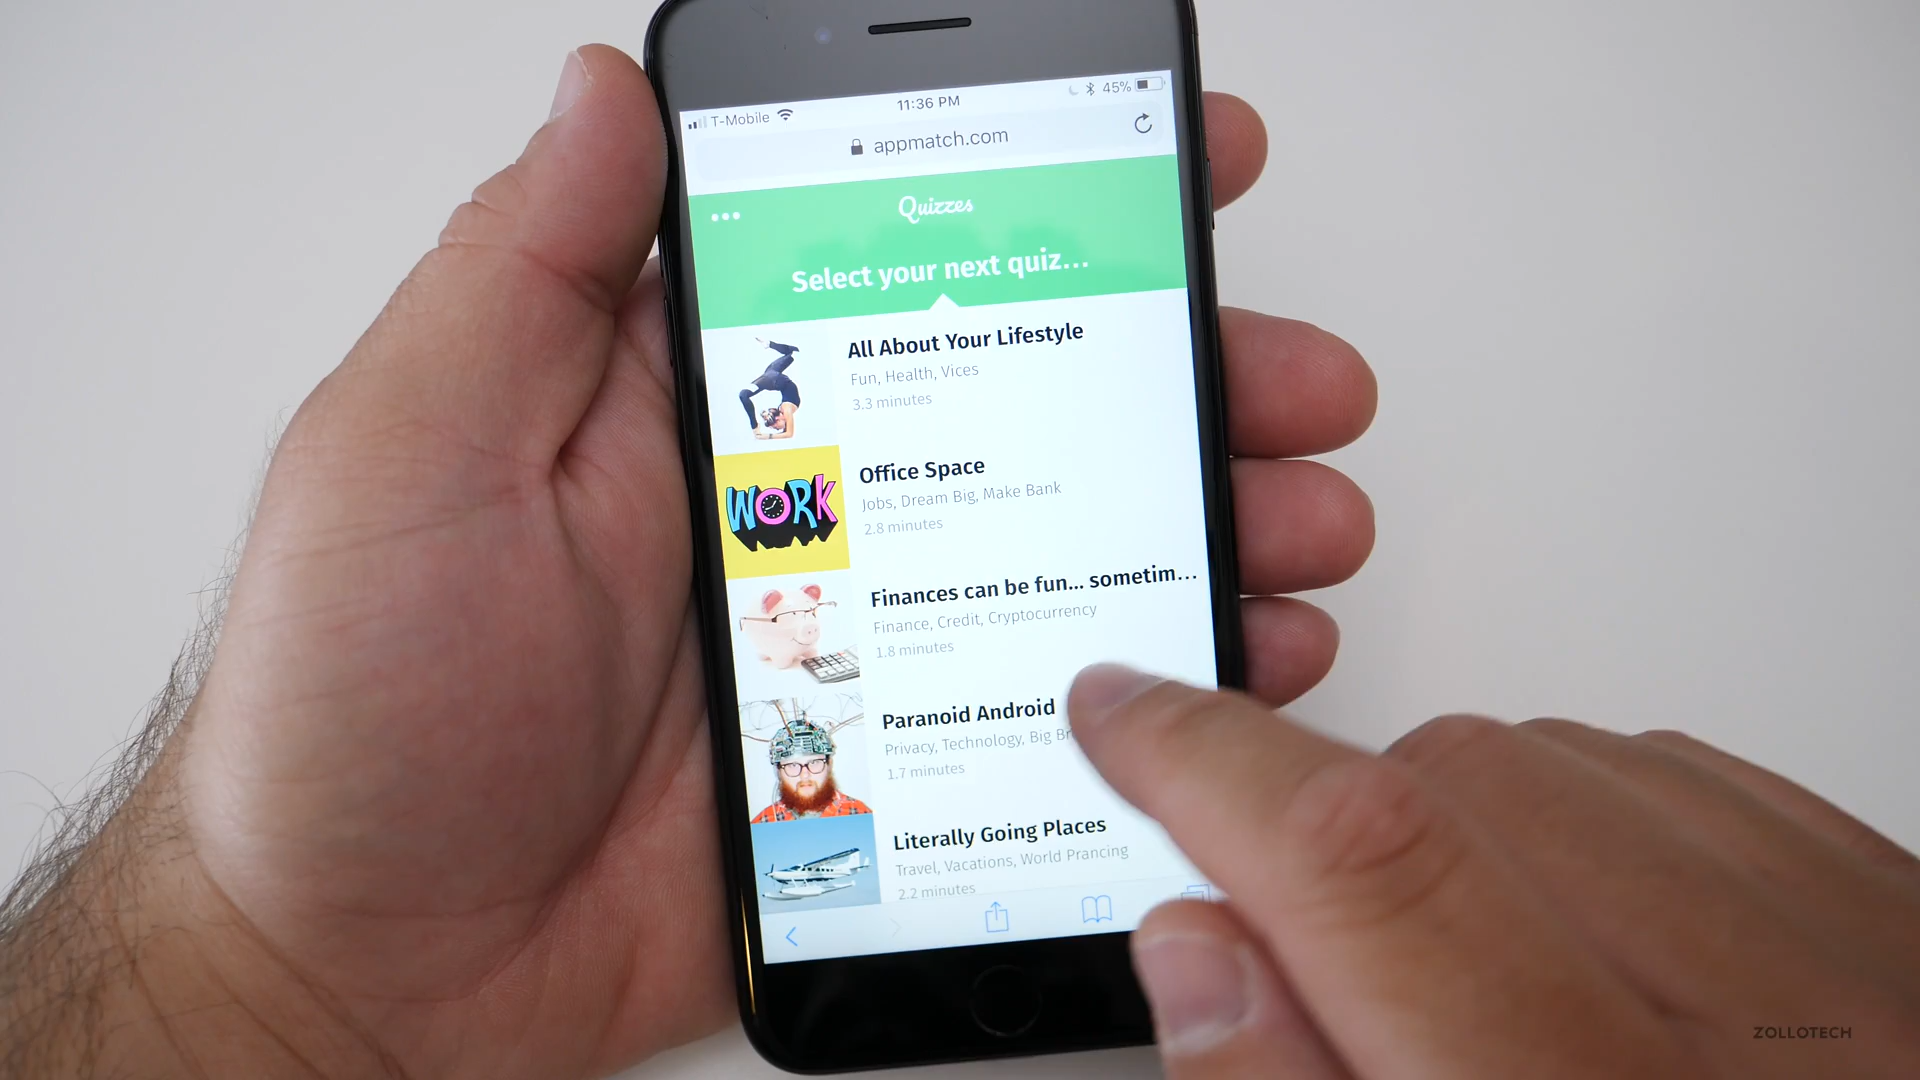 T-Mobile
11:36 PM
45%
appmatch.com
Quizzes
Select your next quiz...
All About Your Lifestyle
Fun, Health, Vices
3.3 minutes
WORK
Office Space
Jobs, Dream Big, Make Bank
2.8 minutes
Finances can be fun... sometim...
Finance, Credit, Cryptocurrency
1.8 minutes
Paranoid Android
Privacy, Technology, Big
1.7 minutes
Literally Going Places
Travel, Vacations, World Prancing
2.2 minutes
ZOLLOTECH